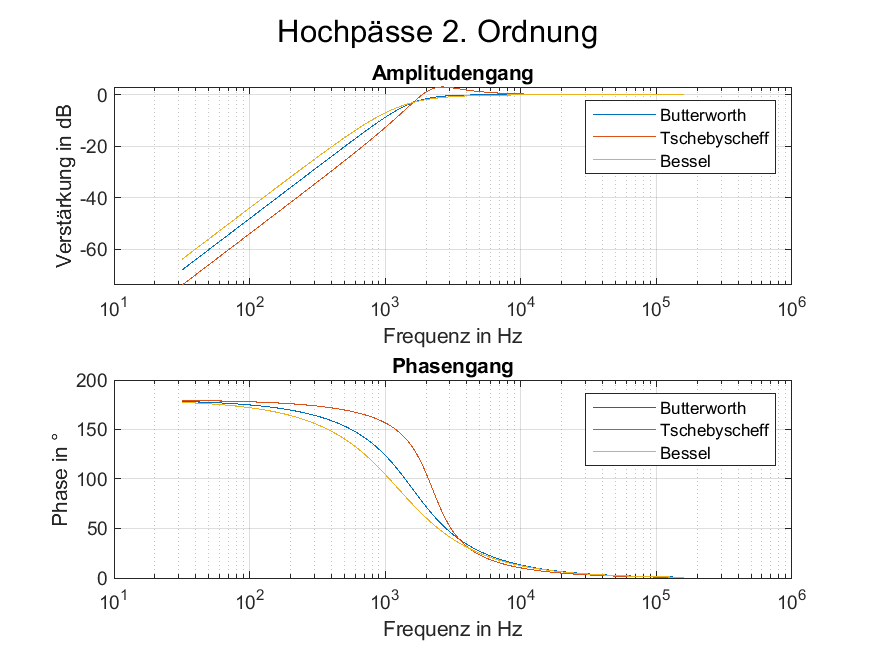 Hochpässe 2. Ordnung
Amplitudengang
Verstärkung in dB
0
-20
-40
-60
10^1 10^2 10^3 10^4 10^5 10^6
Frequenz in Hz
Butterworth
Tschebyscheff
Bessel
Phasengang
Phase in °
200
150
100
50
0
10^1 10^2 10^3 10^4 10^5 10^6
Frequenz in Hz
Butterworth
Tschebyscheff
Bessel